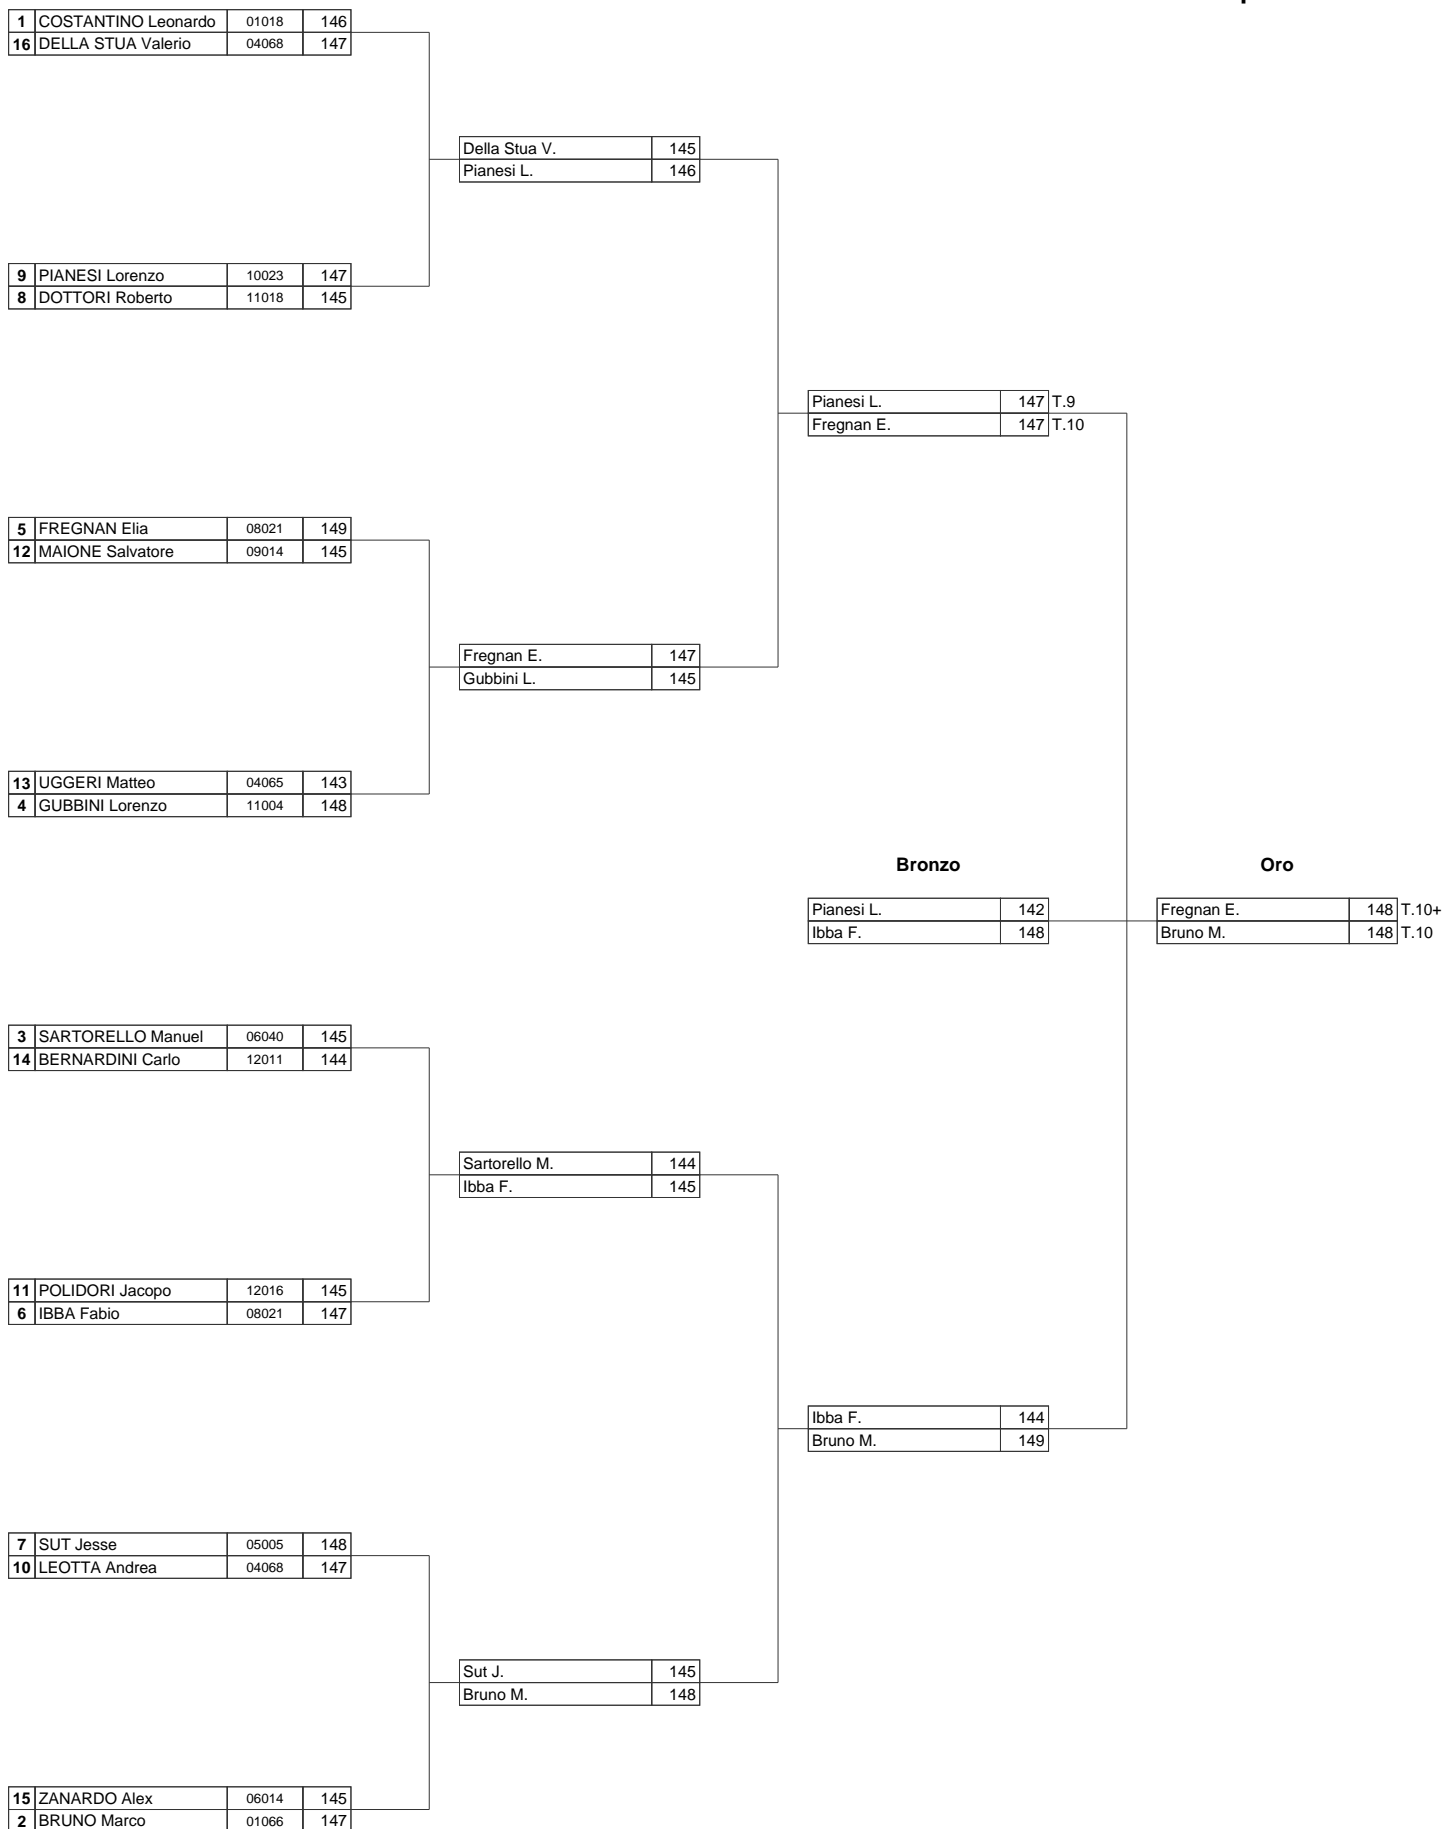 1 COSTANTINO Leonardo 01018 146
16 DELLA STUA Valerio 04068 147
Della Stua V. 145
Pianesi L. 146
9 PIANESI Lorenzo 10023 147
8 DOTTORI Roberto 11018 145
Pianesi L. 147 T.9
Fregnan E. 147 T.10
5 FREGNAN Elia 08021 149
12 MAIONE Salvatore 09014 145
Fregnan E. 147
Gubbini L. 145
13 UGGERI Matteo 04065 143
4 GUBBINI Lorenzo 11004 148
Bronzo Oro
Pianesi L. 142 Fregnan E. 148 T.10+
Ibba F. 148 Bruno M. 148 T.10
3 SARTORELLO Manuel 06040 145
14 BERNARDINI Carlo 12011 144
Sartorello M. 144
Ibba F. 145
11 POLIDORI Jacopo 12016 145
6 IBBA Fabio 08021 147
Ibba F. 144
Bruno M. 149
7 SUT Jesse 05005 148
10 LEOTTA Andrea 04068 147
Sut J. 145
Bruno M. 148
15 ZANARDO Alex 06014 145
2 BRUNO Marco 01066 147